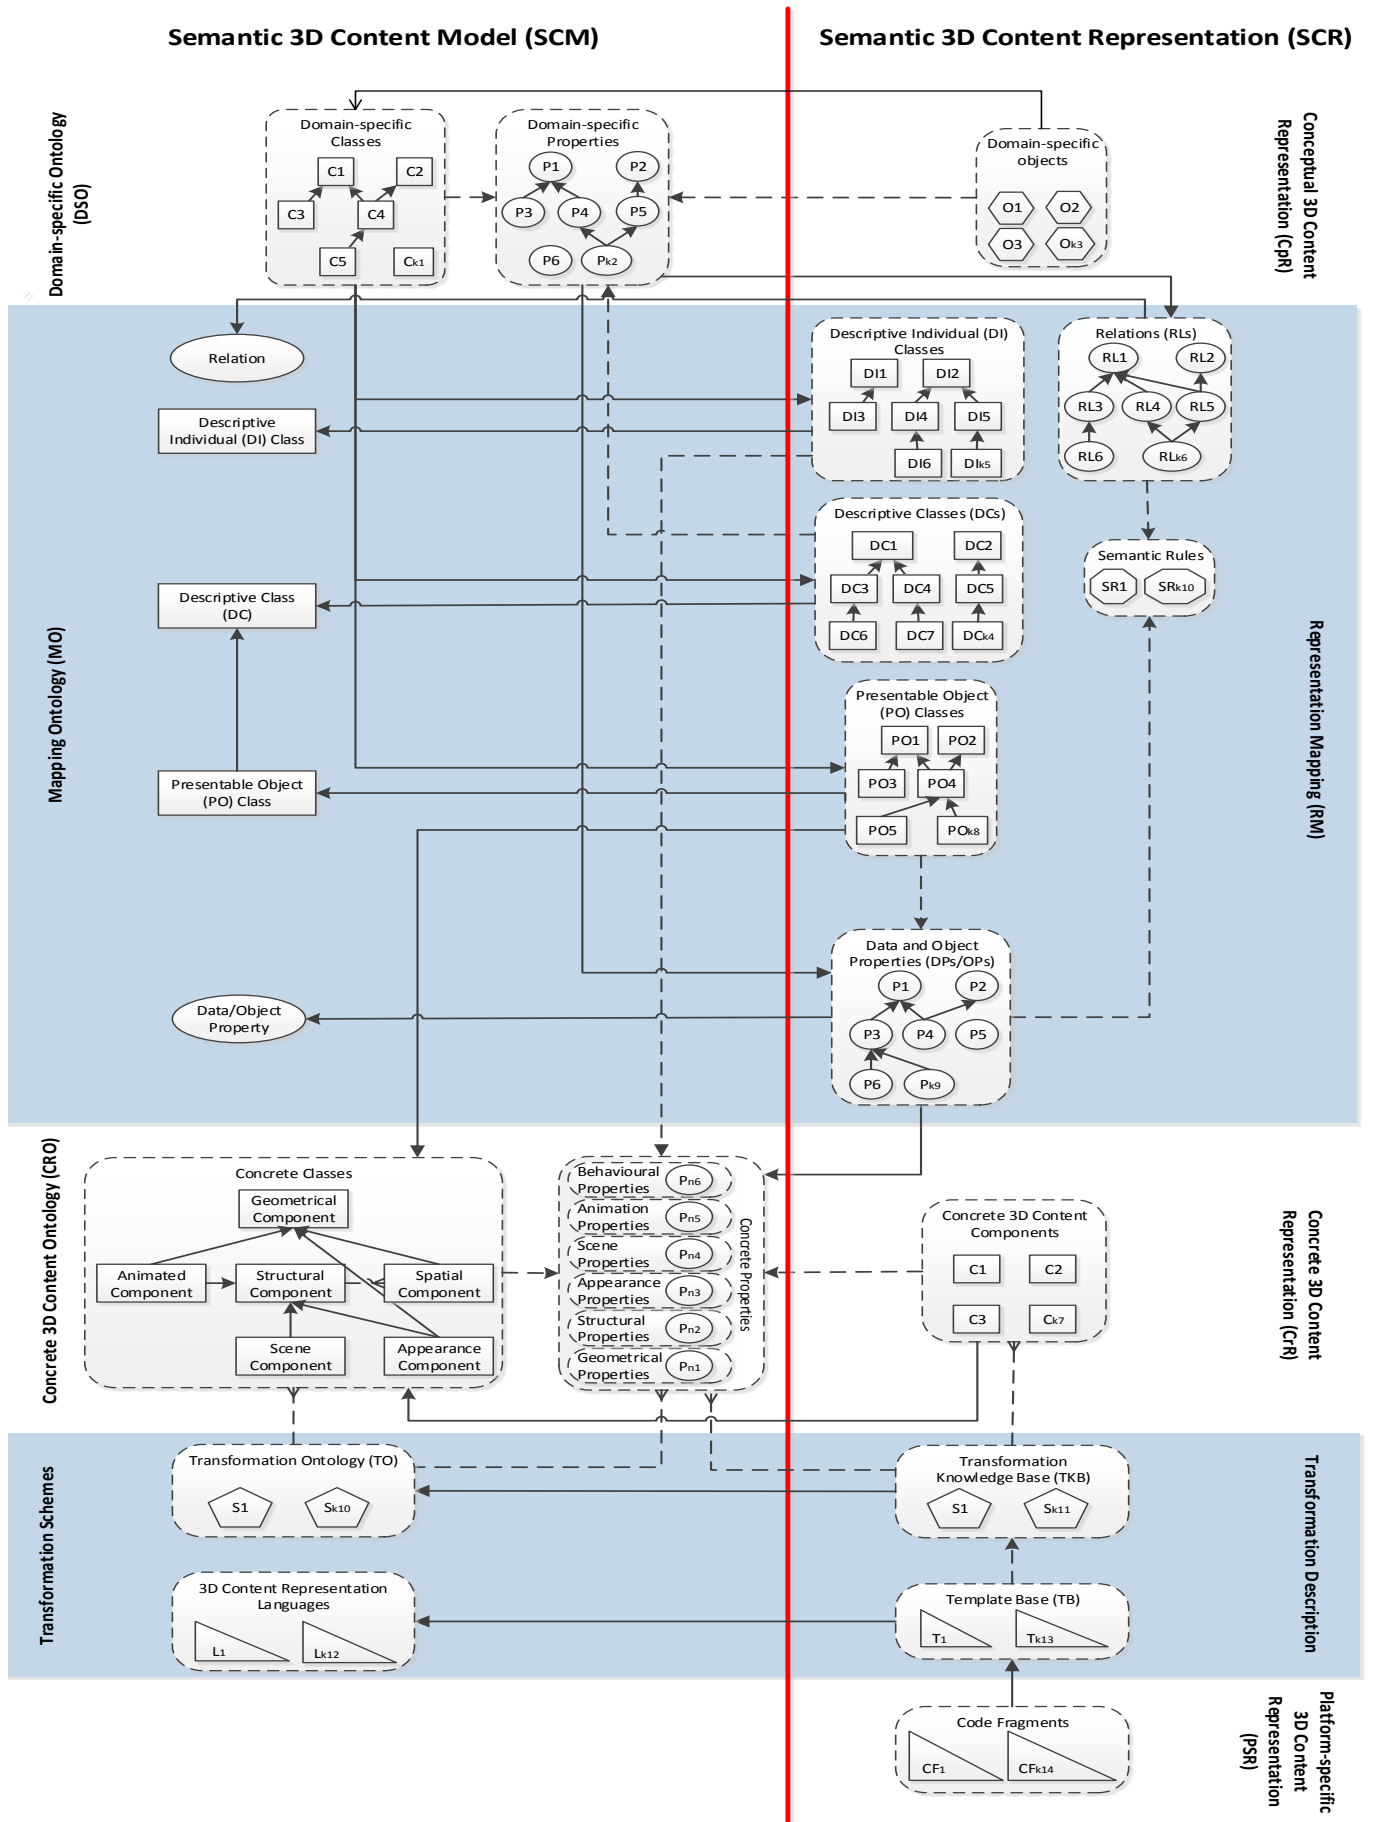 Semantic 3D Content Model (SCM)
Semantic 3D Content Representation (SCR)
Domain-specific Ontology
(DSO)
Domain-specific
Classes
C1
C2
C3
C4
C5
Ck1
Domain-specific
Properties
P1
P2
P3
P4
P5
P6
Pk2
Domain-specific
objects
O1
O2
O3
Ok3
Conceptual 3D Content
Representation (CpR)
Mapping Ontology (MO)
Relation
Descriptive
Individual (DI) Class
Descriptive Class
(DC)
Presentable Object
(PO) Class
Data/Object
Property
Descriptive Individual (DI)
Classes
DI1
DI2
DI3
DI4
DI5
DI6
DIk5
Relations (RLs)
RL1
RL2
RL3
RL4
RL5
RL6
RLk6
Descriptive Classes (DCs)
DC1
DC2
DC3
DC4
DC5
DC6
DC7
DCk4
Semantic Rules
SR1
SRk10
Presentable Object
(PO) Classes
PO1
PO2
PO3
PO4
PO5
POk8
Data and Object
Properties (DPs/OPs)
P1
P2
P3
P4
P5
P6
Pk9
Representation Mapping (RM)
Concrete 3D Content Ontology (CRO)
Concrete Classes
Geometrical
Component
Animated
Component
Structural
Component
Spatial
Component
Scene
Component
Appearance
Component
Behavioural
Properties
Pn6
Animation
Properties
Pn5
Scene
Properties
Pn4
Appearance
Properties
Pn3
Structural
Properties
Pn2
Geometrical
Properties
Pn1
Concrete Properties
Concrete 3D Content
Components
C1
C2
C3
Ck7
Concrete 3D Content
Representation (CrR)
Transformation Schemes
Transformation Ontology (TO)
S1
Sk10
3D Content Representation
Languages
L1
Lk12
Transformation
Knowledge Base (TKB)
S1
Sk11
Template Base (TB)
T1
Tk13
Transformation Description
Code Fragments
CF1
CFk14
Platform-specific
3D Content
Representation
(PSR)